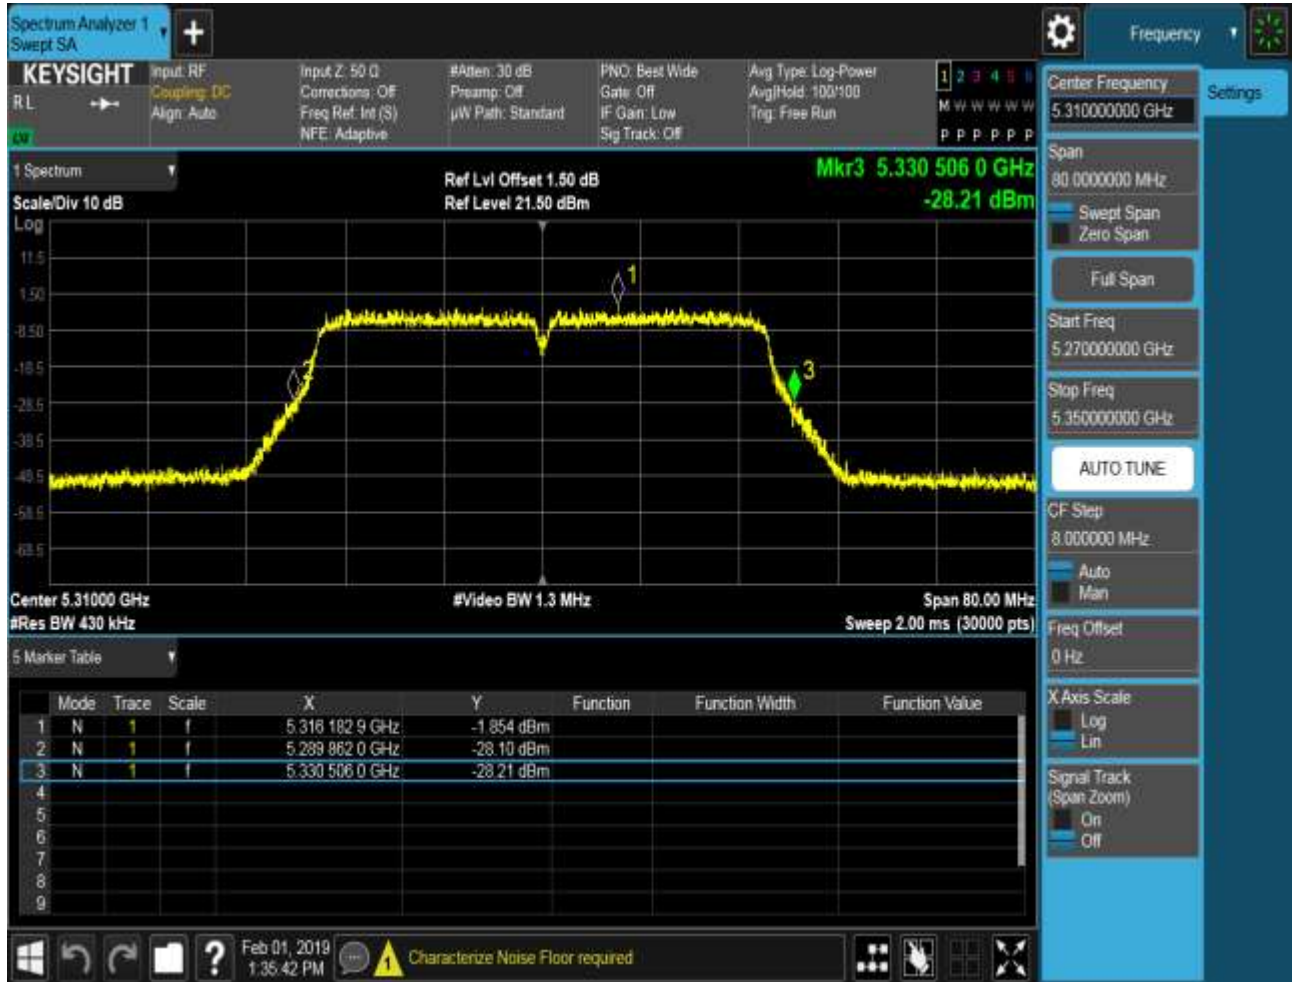 Spectrum Analyzer 1
Swept SA
Frequency
KEYSIGHT
R L
Input: RF
Coupling: DC
Align: Auto
Input Z: 50 Ω
Corrections: Off
Freq Ref: Int (S)
NFE: Adaptive
#Atten: 30 dB
Preamp: Off
µW Path: Standard
PNO: Best Wide
Gate: Off
IF Gain: Low
Sig Track: Off
Avg Type: Log-Power
Avg|Hold: 100/100
Trig: Free Run
1 2 3 4 5 6
M W W W W W
P P P P P P
1 Spectrum
Scale/Div 10 dB
Ref Lvl Offset 1.50 dB
Ref Level 21.50 dBm
Mkr3 5.330 506 0 GHz
-28.21 dBm
Log
11.5
1.50
-8.50
-18.5
-28.5
-38.5
-48.5
-58.5
-68.5
1
2
3
Center 5.31000 GHz
#Res BW 430 kHz
#Video BW 1.3 MHz
Span 80.00 MHz
Sweep 2.00 ms (30000 pts)
5 Marker Table
Mode Trace Scale X Y Function Function Width Function Value
1 N 1 f 5.316 182 9 GHz -1.854 dBm
2 N 1 f 5.289 862 0 GHz -28.10 dBm
3 N 1 f 5.330 506 0 GHz -28.21 dBm
4
5
6
7
8
9
Feb 01, 2019
1:35:42 PM
1
Characterize Noise Floor required
Center Frequency
5.310000000 GHz
Settings
Span
80.0000000 MHz
Swept Span
Zero Span
Full Span
Start Freq
5.270000000 GHz
Stop Freq
5.350000000 GHz
AUTO TUNE
CF Step
8.000000 MHz
Auto
Man
Freq Offset
0 Hz
X Axis Scale
Log
Lin
Signal Track
(Span Zoom)
On
Off